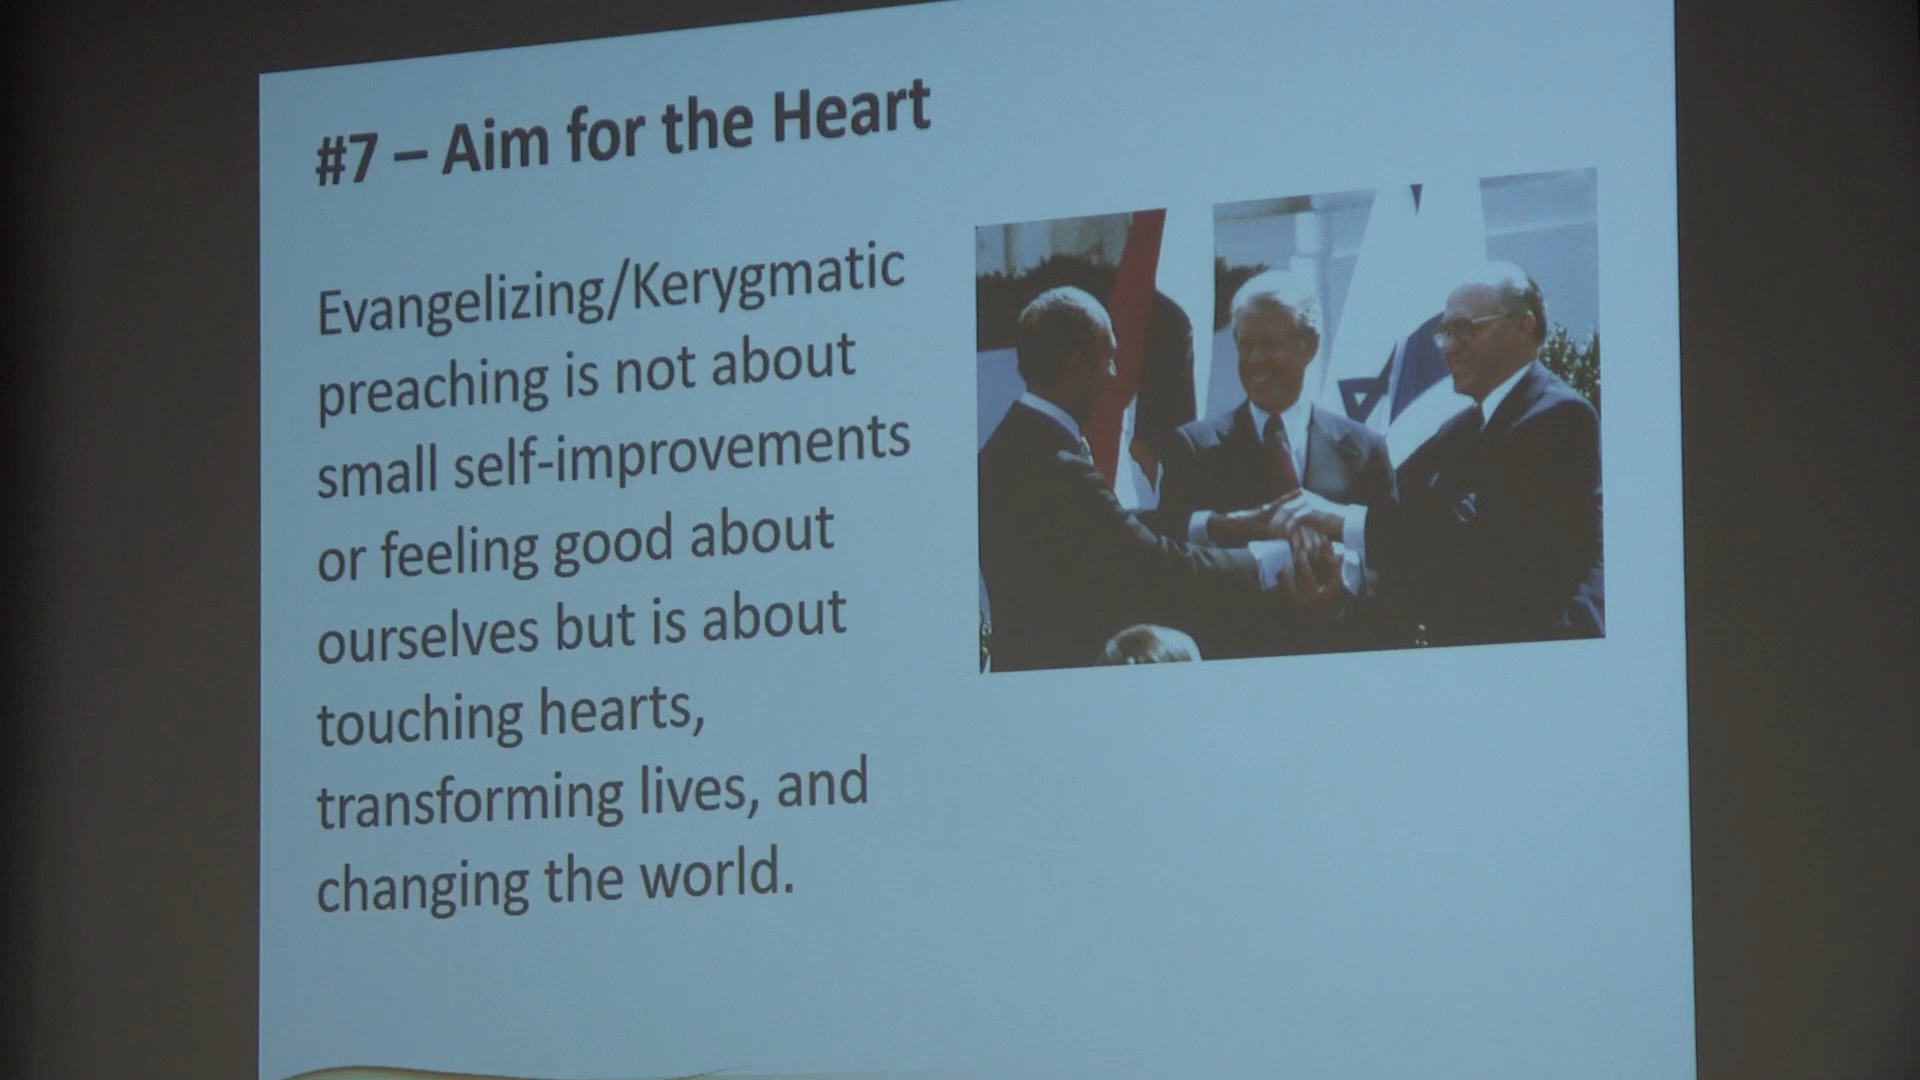 #7 – Aim for the Heart
Evangelizing/Kerygmatic
preaching is not about
small self-improvements
or feeling good about
ourselves but is about
touching hearts,
transforming lives, and
changing the world.